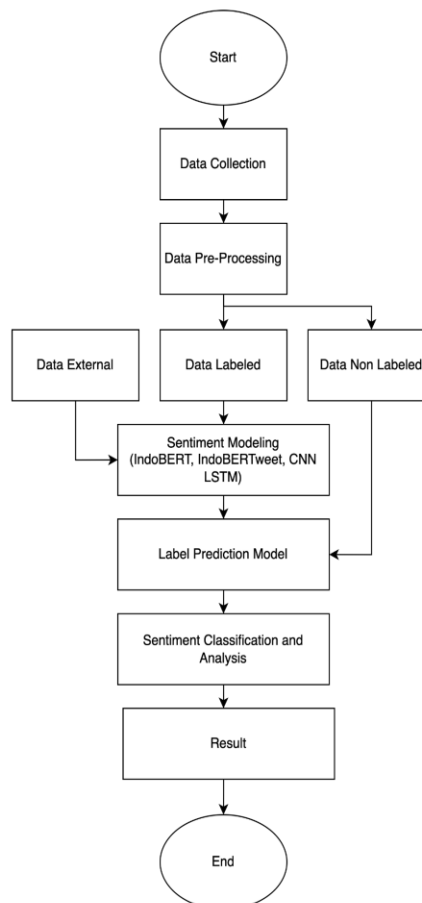 Start
Data Collection
Data Pre-Processing
Data External
Data Labeled
Data Non Labeled
Sentiment Modeling
(IndoBERT, IndoBERTweet, CNN
LSTM)
Label Prediction Model
Sentiment Classification and
Analysis
Result
End